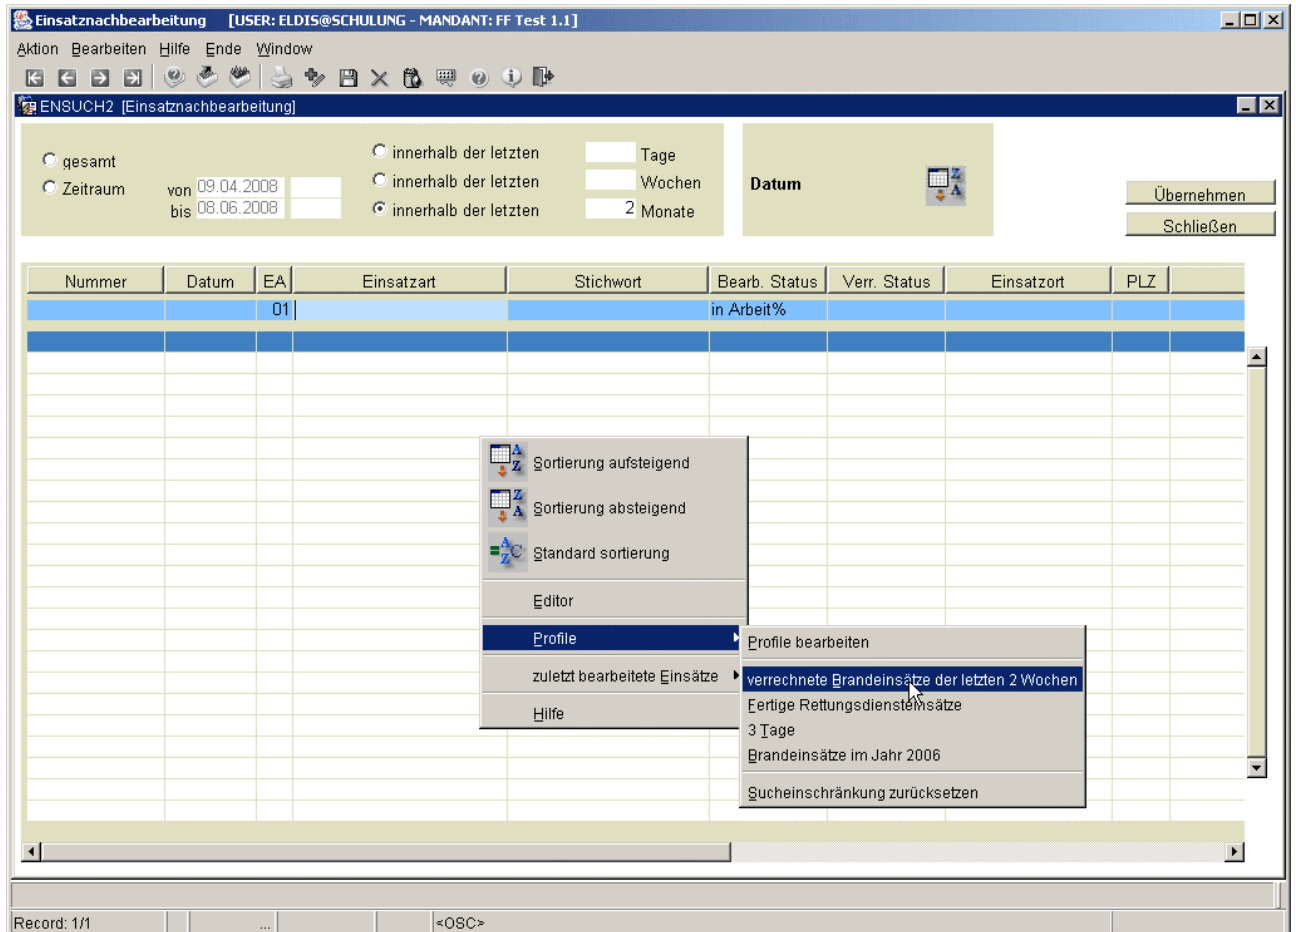 Einsatznachbearbeitung [USER: ELDIS@SCHULUNG - MANDANT: FF Test 1.1]
Aktion Bearbeiten Hilfe Ende Window
ENSUCH2 [Einsatznachbearbeitung]
gesamt
Zeitraum von 09.04.2008
bis 08.06.2008
innerhalb der letzten Tage
innerhalb der letzten Wochen
innerhalb der letzten 2 Monate
Datum
Übernehmen
Schließen
Nummer Datum EA Einsatzart Stichwort Bearb. Status Verr. Status Einsatzort PLZ
01 in Arbeit%
Sortierung aufsteigend
Sortierung absteigend
Standard sortierung
Editor
Profile
zuletzt bearbeitete Einsätze
Hilfe
Profile bearbeiten
verrechnete Brandeinsätze der letzten 2 Wochen
Fertige Rettungsdiensteinsätze
3 Tage
Brandeinsätze im Jahr 2006
Sucheinschränkung zurücksetzen
Record: 1/1 ... <OSC>